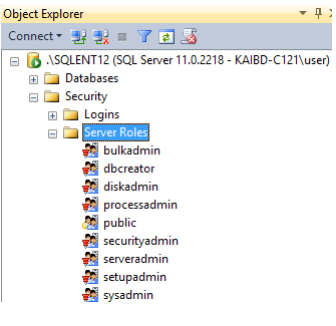 Object Explorer
Connect
.\SQLENT12 (SQL Server 11.0.2218 - KAIBD-C121\user)
Databases
Security
Logins
Server Roles
bulkadmin
dbcreator
diskadmin
processadmin
public
securityadmin
serveradmin
setupadmin
sysadmin